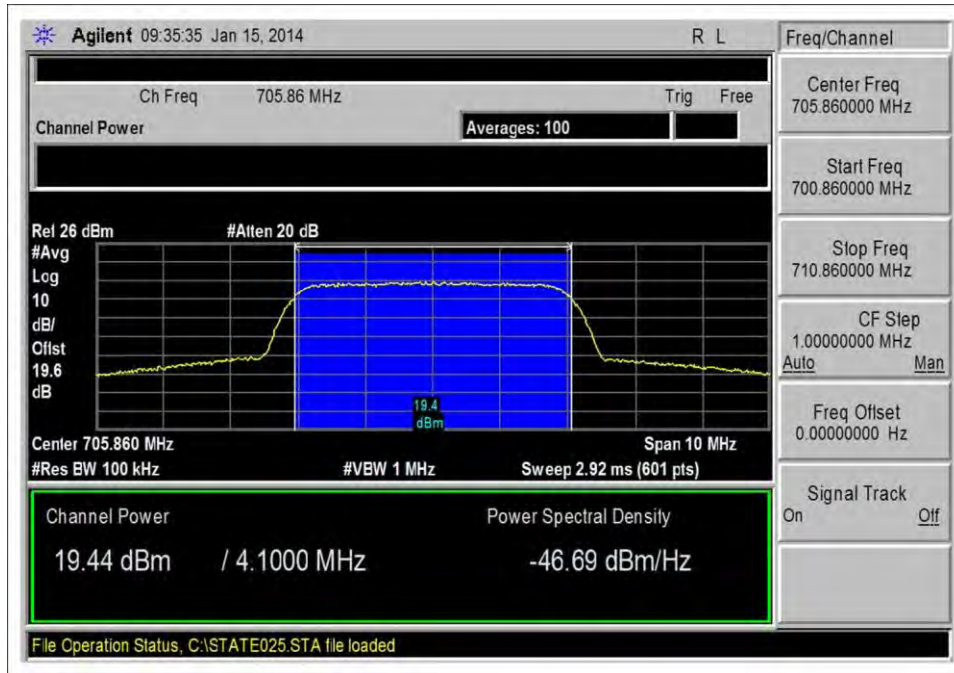 Agilent 09:35:35 Jan 15, 2014 R L
Freq/Channel
Ch Freq 705.86 MHz Trig Free
Channel Power Averages: 100
Ref 26 dBm #Atten 20 dB
#Avg
Log
10
dB/
Offst
19.6
dB
19.4
dBm
Center 705.860 MHz Span 10 MHz
#Res BW 100 kHz #VBW 1 MHz Sweep 2.92 ms (601 pts)
Channel Power Power Spectral Density
19.44 dBm / 4.1000 MHz -46.69 dBm/Hz
File Operation Status, C:\STATE025.STA file loaded
Center Freq
705.860000 MHz
Start Freq
700.860000 MHz
Stop Freq
710.860000 MHz
CF Step
1.00000000 MHz
Auto Man
Freq Offset
0.00000000 Hz
Signal Track
On Off